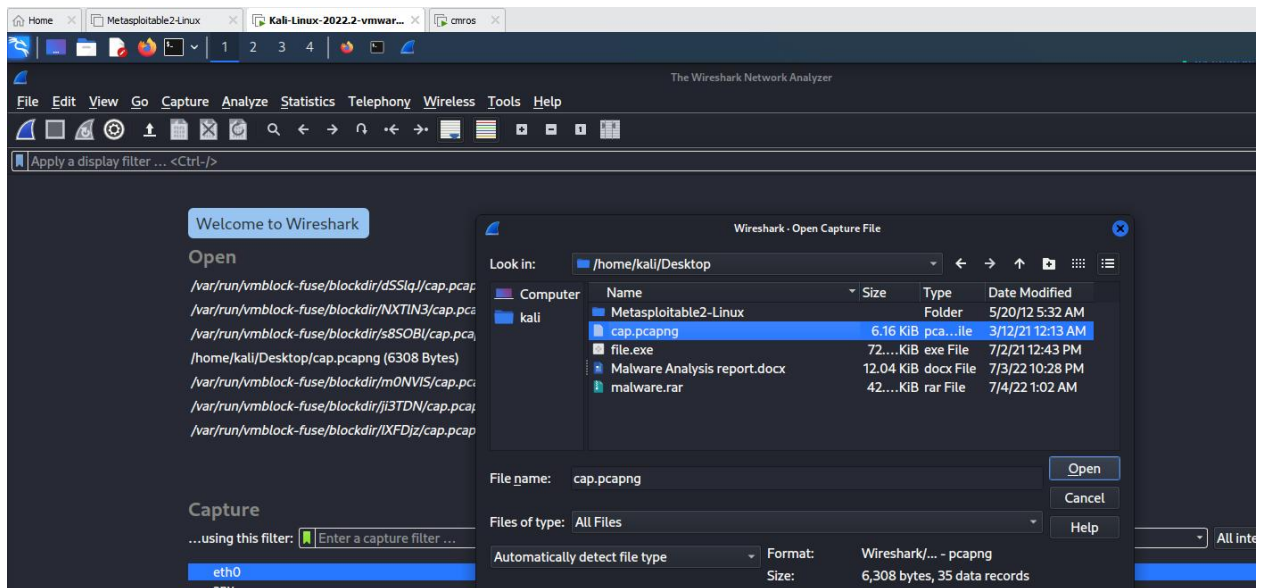 Home Metasploitable2-Linux Kali-Linux-2022.2-vmwar... cmros
1 2 3 4
The Wireshark Network Analyzer
File Edit View Go Capture Analyze Statistics Telephony Wireless Tools Help
Apply a display filter ... <Ctrl-/>
Welcome to Wireshark
Open
/var/run/vmblock-fuse/blockdir/dSSlqJ/cap.pcap
/var/run/vmblock-fuse/blockdir/NXTlN3/cap.pca
/var/run/vmblock-fuse/blockdir/s8SOBl/cap.pca
/home/kali/Desktop/cap.pcapng (6308 Bytes)
/var/run/vmblock-fuse/blockdir/m0NVlS/cap.pc
/var/run/vmblock-fuse/blockdir/ji3TDN/cap.pcap
/var/run/vmblock-fuse/blockdir/lXFDjz/cap.pcap
Capture
...using this filter: Enter a capture filter ...
All inte
eth0
Wireshark · Open Capture File
Look in: /home/kali/Desktop
Computer
kali
Name Size Type Date Modified
Metasploitable2-Linux Folder 5/20/12 5:32 AM
cap.pcapng 6.16 KiB pca...ile 3/12/21 12:13 AM
file.exe 72....KiB exe File 7/2/21 12:43 PM
Malware Analysis report.docx 12.04 KiB docx File 7/3/22 10:28 PM
malware.rar 42....KiB rar File 7/4/22 1:02 AM
File name: cap.pcapng
Open
Cancel
Files of type: All Files
Help
Automatically detect file type
Format: Wireshark/... - pcapng
Size: 6,308 bytes, 35 data records